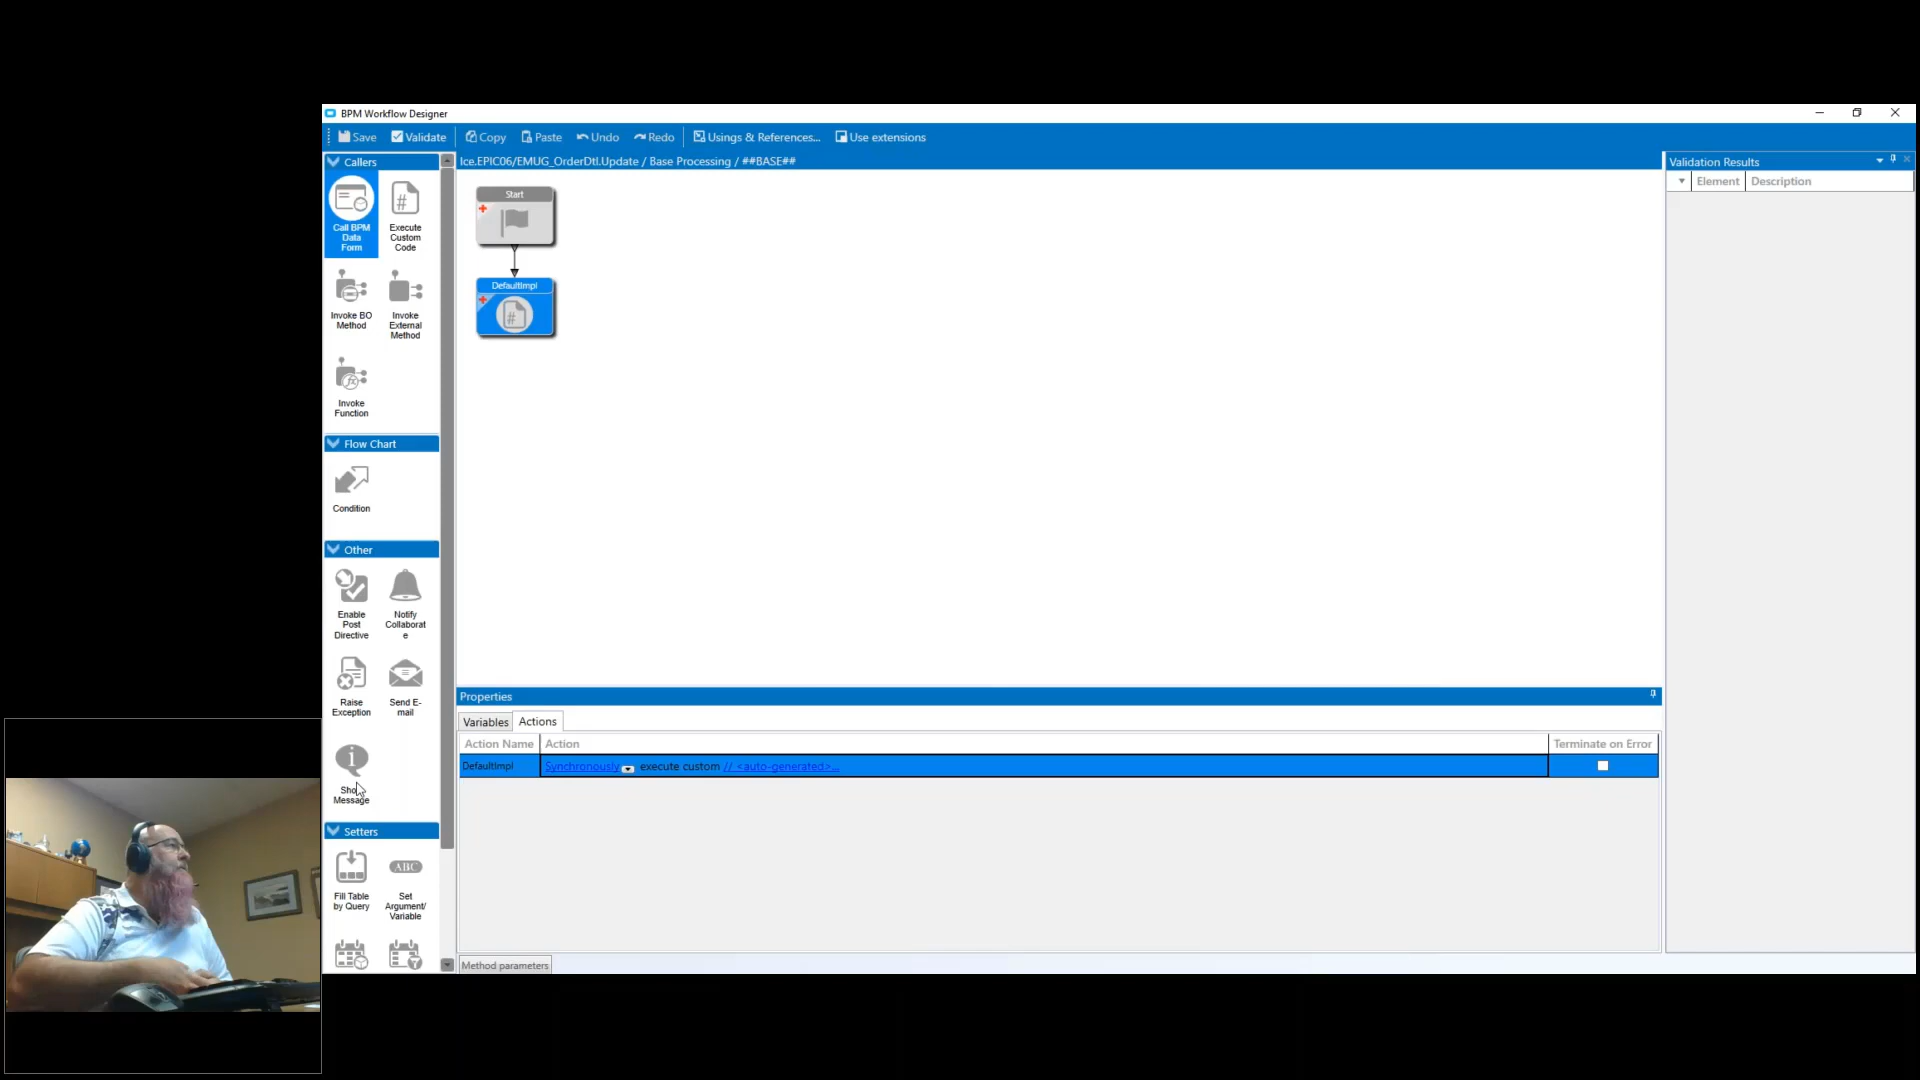 BPM Workflow Designer
Save Validate Copy Paste Undo Redo Usings & References... Use extensions
Callers
Ice.EPIC06/EMUG_OrderDtl.Update / Base Processing / ##BASE##
Validation Results
Element Description
Start
Call BPM
Data
Form
Execute
Custom
Code
DefaultImpl
#
Invoke BO
Method
Invoke
External
Method
Invoke
Function
Flow Chart
Condition
Other
Enable
Post
Directive
Notify
Collaborat
e
Raise
Exception
Send E-
mail
Show
Message
Properties
Variables Actions
Action Name Action Terminate on Error
DefaultImpl Synchronously execute custom // <auto-generated>...
Setters
ABC
Fill Table
by Query
Set
Argument/
Variable
Method parameters